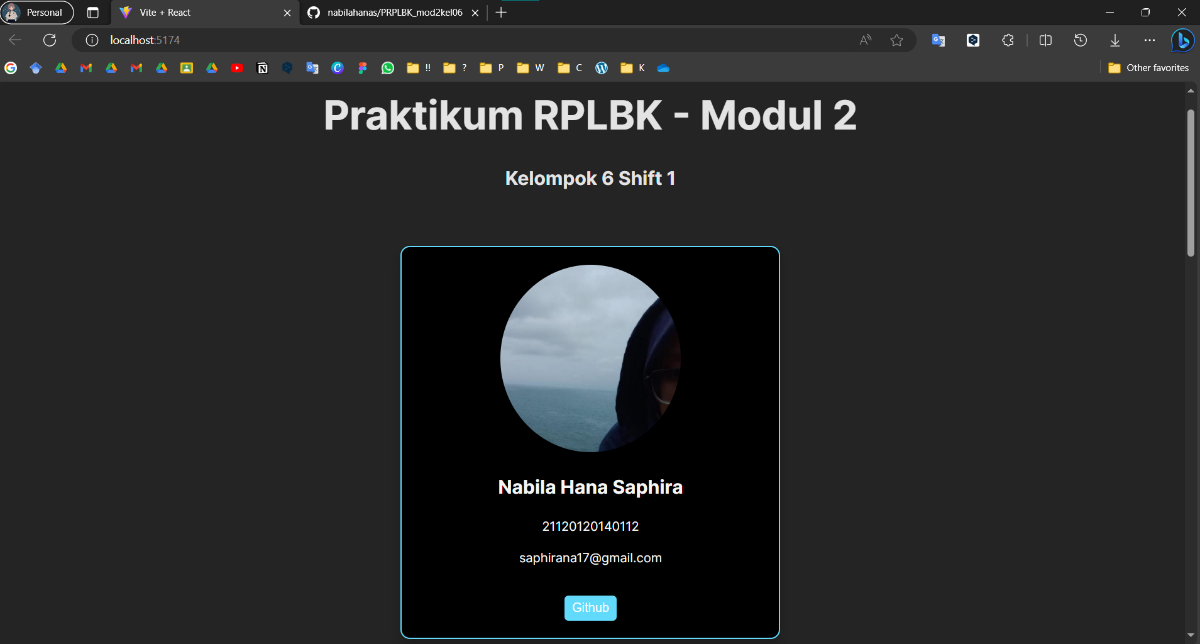 Personal
Vite + React
nabilahanas/PRPLBK_mod2kel06
localhost:5174
!!
?
P
W
C
K
Other favorites
Praktikum RPLBK - Modul 2
Kelompok 6 Shift 1
Nabila Hana Saphira
21120120140112
saphirana17@gmail.com
Github